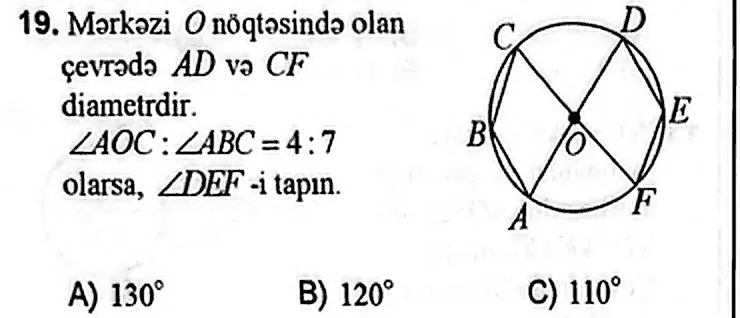 19. Mərkəzi O nöqtəsində olan
çevrədə AD və CF
diametrdir.
∠AOC : ∠ABC = 4 : 7
olarsa, ∠DEF -i tapın.
C
D
B
O
E
A
F
A) 130° B) 120° C) 110°